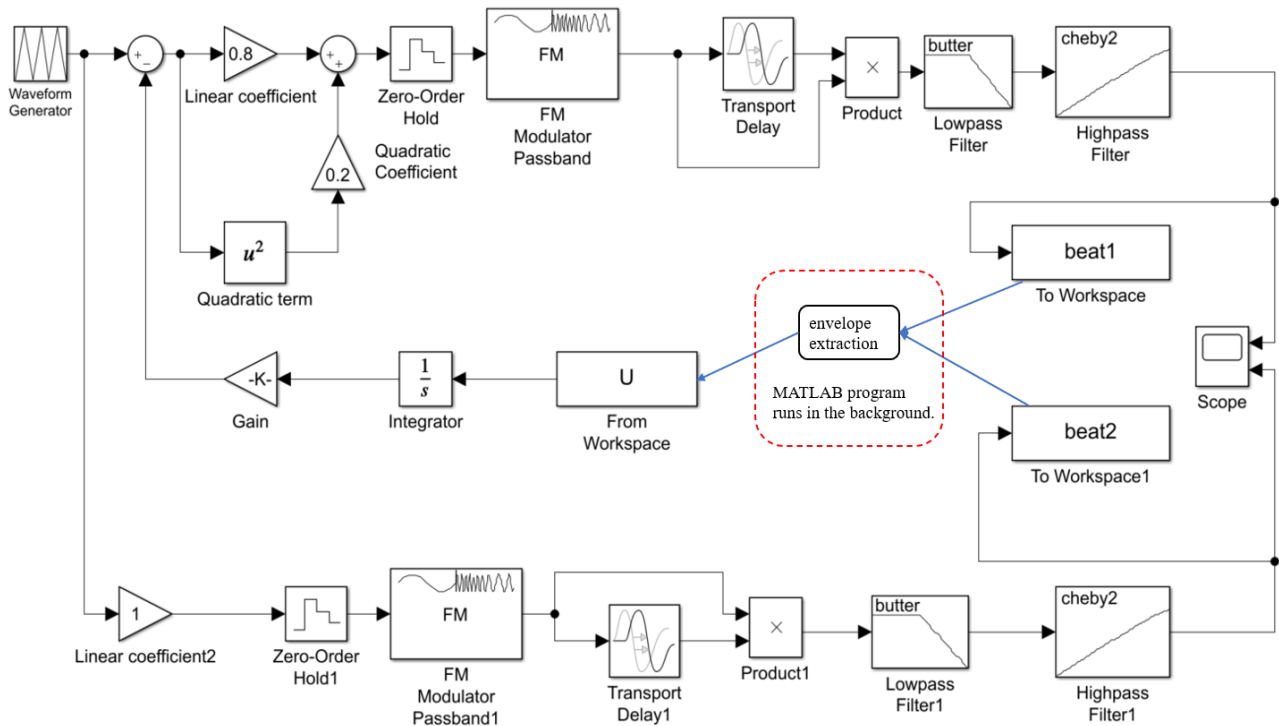 Waveform
Generator
+
−
0.8
Linear coefficient
+
+
Zero-Order
Hold
FM
FM
Modulator
Passband
Transport
Delay
×
Product
butter
Lowpass
Filter
cheby2
Highpass
Filter
0.2
Quadratic
Coefficient
u²
Quadratic term
beat1
To Workspace
envelope
extraction
MATLAB program
runs in the background.
Scope
-K-
Gain
1
s
Integrator
U
From
Workspace
beat2
To Workspace1
1
Linear coefficient2
Zero-Order
Hold1
FM
FM
Modulator
Passband1
Transport
Delay1
×
Product1
butter
Lowpass
Filter1
cheby2
Highpass
Filter1